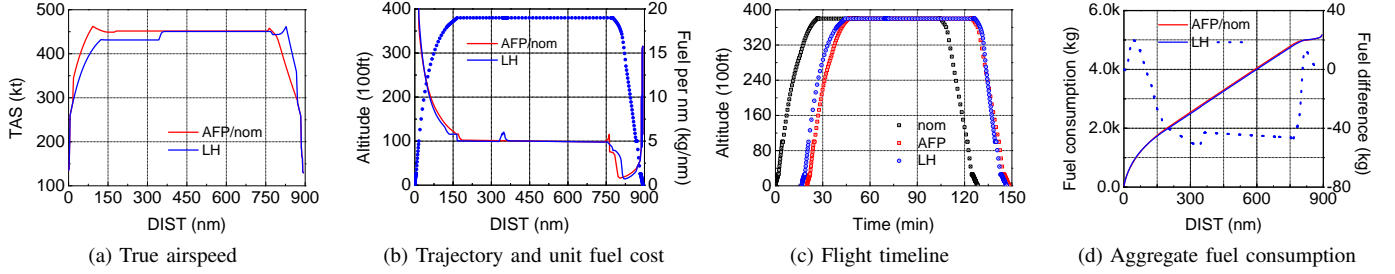 500
400
300
200
100
TAS (kt)
AFP/nom
LH
0 150 300 450 600 750 900
DIST (nm)
(a) True airspeed
400
300
200
100
0
Altitude (100ft)
AFP/nom
LH
20
15
10
5
0
Fuel per nm (kg/nm)
0 150 300 450 600 750 900
DIST (nm)
(b) Trajectory and unit fuel cost
400
320
240
160
80
0
Altitude (100ft)
nom
AFP
LH
0 30 60 90 120 150
Time (min)
(c) Flight timeline
6.0k
4.0k
2.0k
0.0
Fuel consumption (kg)
AFP/nom
LH
40
0
-40
-80
Fuel difference (kg)
0 150 300 450 600 750 900
DIST (nm)
(d) Aggregate fuel consumption